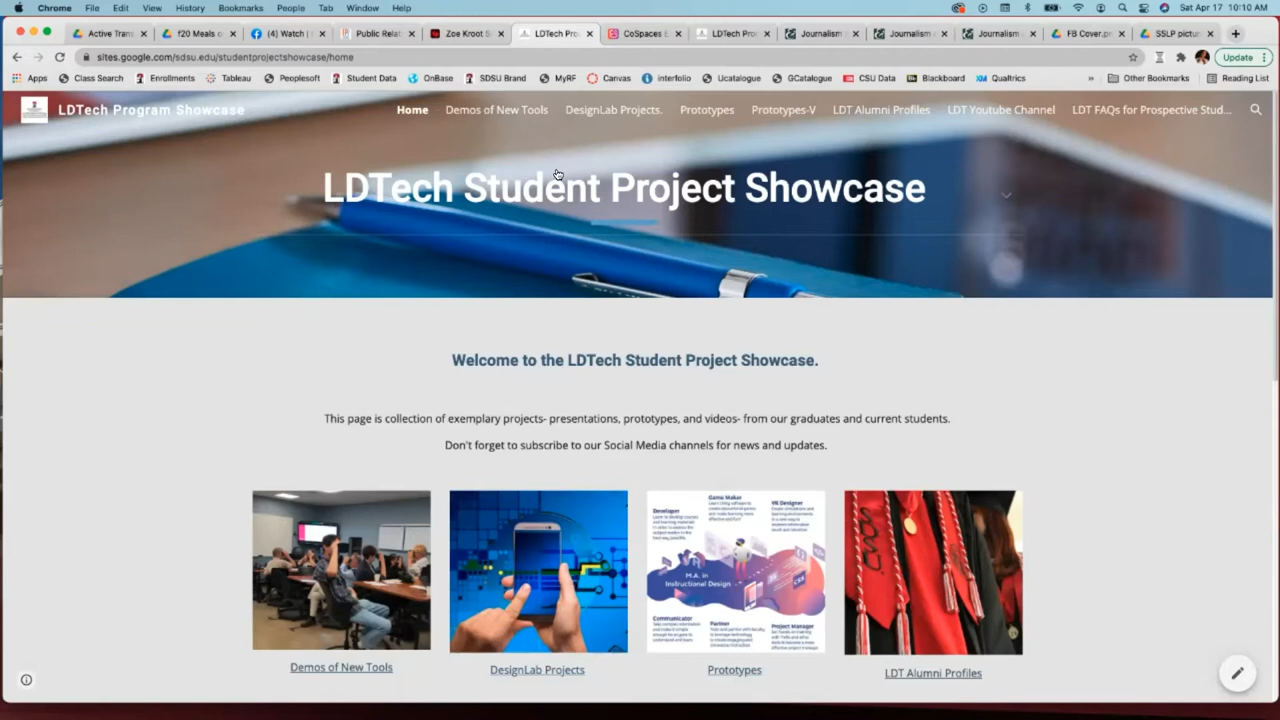 Chrome File Edit View History Bookmarks People Tab Window Help Sat Apr 17 10:10 AM
Active Trans f20 Meals o (4) Watch | Public Relat Zoe Kroot S LDTech Pro CoSpaces E LDTech Pro Journalism Journalism Journalism FB Cover.p SSLP pictur
sites.google.com/sdsu.edu/studentprojectshowcase/home Update
Apps Class Search Enrollments Tableau Peoplesoft Student Data OnBase SDSU Brand MyRF Canvas interfolio Ucatalogue GCatalogue CSU Data Blackboard Qualtrics » Other Bookmarks Reading List
LDTech Program Showcase Home Demos of New Tools DesignLab Projects. Prototypes Prototypes-V LDT Alumni Profiles LDT Youtube Channel LDT FAQs for Prospective Stud...
LDTech Student Project Showcase
Welcome to the LDTech Student Project Showcase.
This page is collection of exemplary projects- presentations, prototypes, and videos- from our graduates and current students.
Don't forget to subscribe to our Social Media channels for news and updates.
Game Maker
Developer
VR Designer
M.A. in
Instructional Design
Communicator
Partner
Project Manager
Demos of New Tools DesignLab Projects Prototypes LDT Alumni Profiles